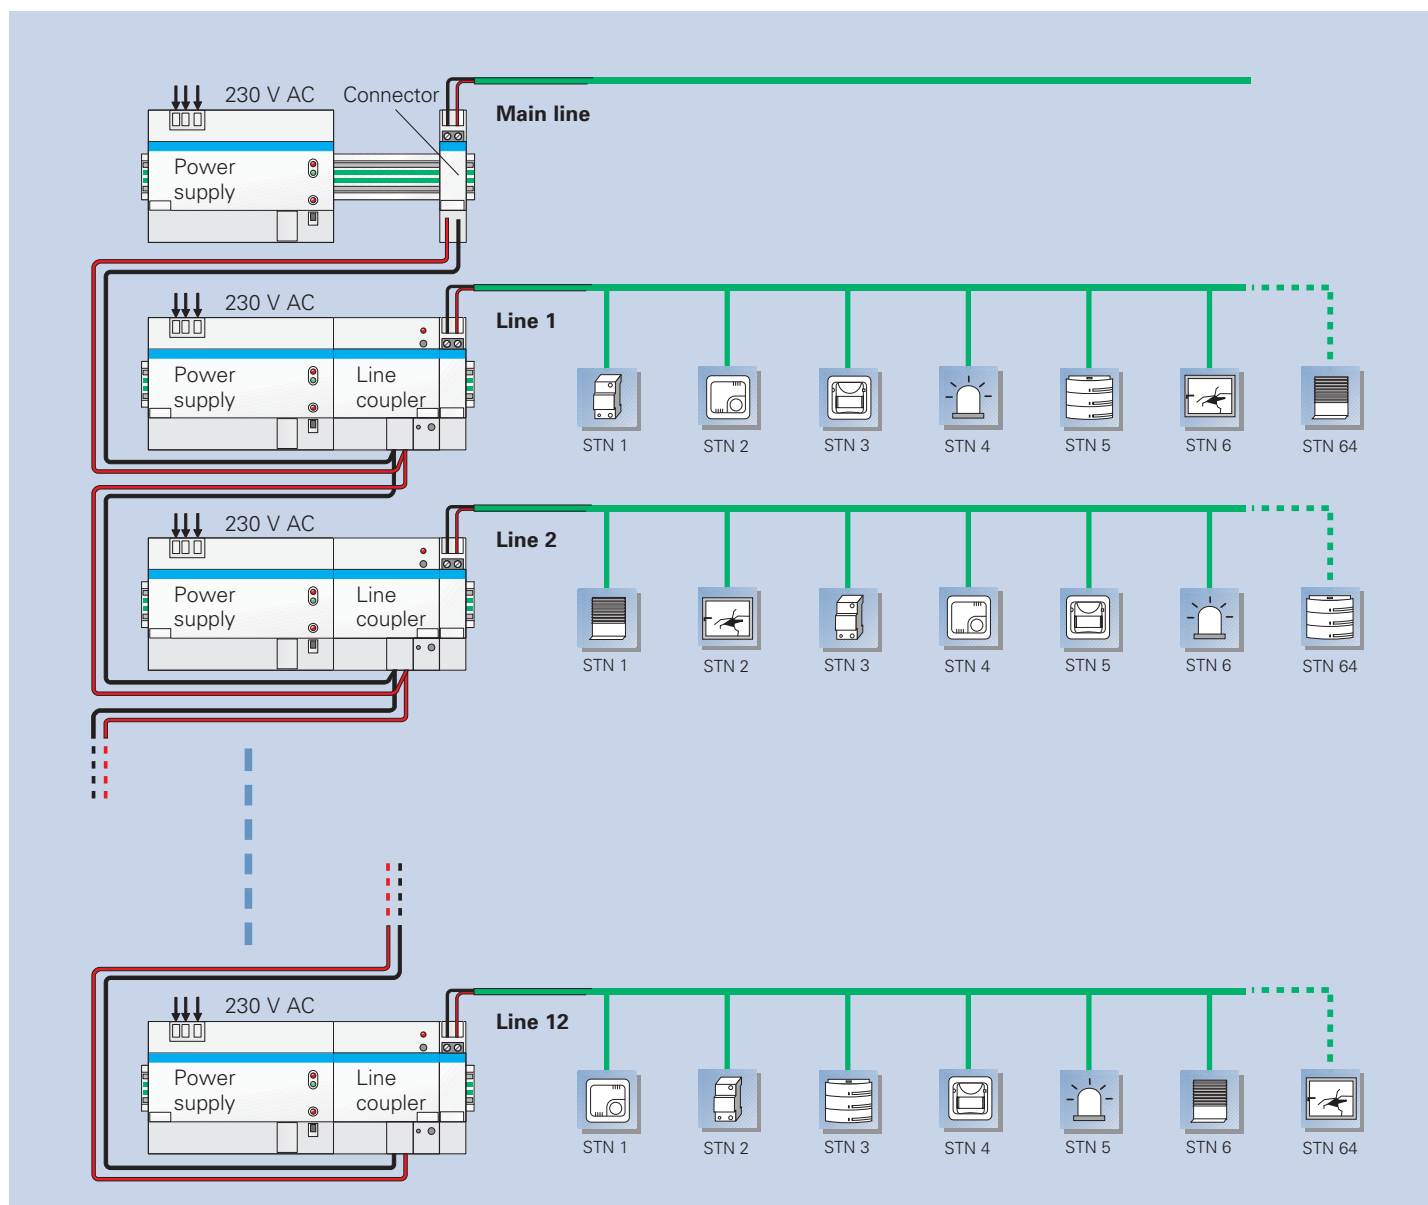 230 V AC
Connector
Main line
Power
supply
230 V AC
Line 1
Power
supply
Line
coupler
STN 1
STN 2
STN 3
STN 4
STN 5
STN 6
STN 64
230 V AC
Line 2
Power
supply
Line
coupler
STN 1
STN 2
STN 3
STN 4
STN 5
STN 6
STN 64
230 V AC
Line 12
Power
supply
Line
coupler
STN 1
STN 2
STN 3
STN 4
STN 5
STN 6
STN 64